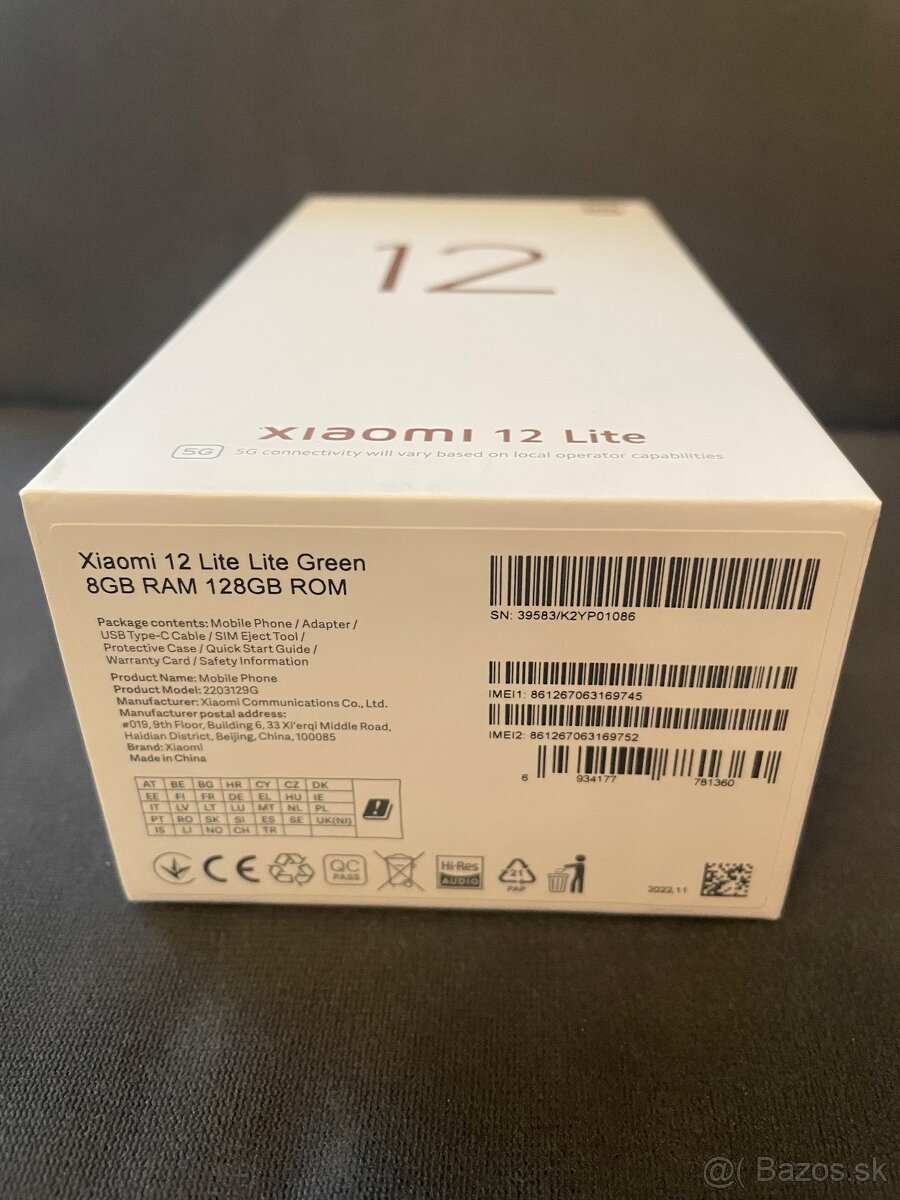 12
xiaomi 12 Lite
5G 5G connectivity will vary based on local operator capabilities
Xiaomi 12 Lite Lite Green
8GB RAM 128GB ROM
Package contents: Mobile Phone / Adapter /
USB Type-C Cable / SIM Eject Tool /
Protective Case / Quick Start Guide /
Warranty Card / Safety Information
Product Name: Mobile Phone
Product Model: 2203129G
Manufacturer: Xiaomi Communications Co., Ltd.
Manufacturer postal address:
#019, 9th Floor, Building 6, 33 Xi'erqi Middle Road,
Haidian District, Beijing, China, 100085
Brand: Xiaomi
Made in China
AT BE BG HR CY CZ DK
EE FI FR DE EL HU IE
IT LV LT LU MT NL PL
PT RO SK SI ES SE UK(NI)
IS LI NO CH TR
SN: 39583/K2YP01086
IMEI1: 861267063169745
IMEI2: 861267063169752
6 934177 781360
CE
QC
PASS
Hi-Res
AUDIO
21
PAP
2022.11
@( Bazos.sk